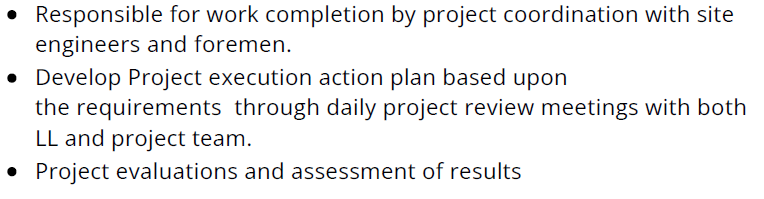 • Responsible for work completion by project coordination with site
engineers and foremen.
• Develop Project execution action plan based upon
the requirements  through daily project review meetings with both
LL and project team.
• Project evaluations and assessment of results